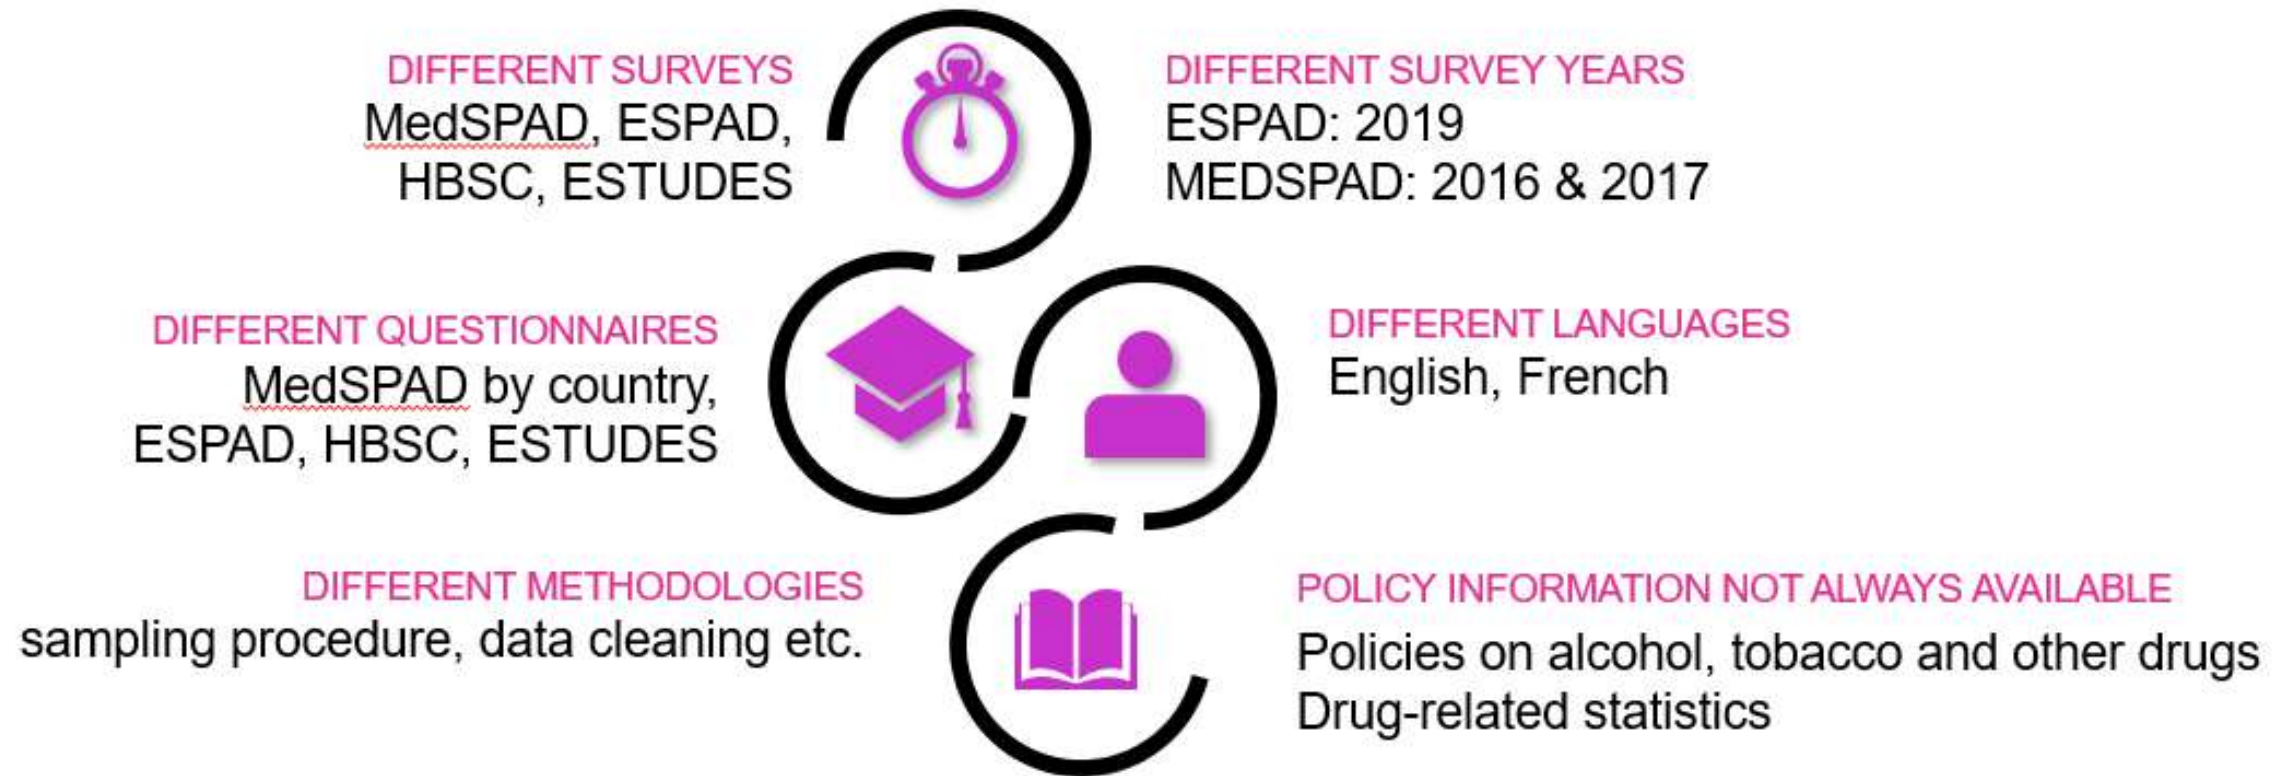 DIFFERENT SURVEYS
MedSPAD, ESPAD,
HBSC, ESTUDES
DIFFERENT SURVEY YEARS
ESPAD: 2019
MEDSPAD: 2016 & 2017
DIFFERENT QUESTIONNAIRES
MedSPAD by country,
ESPAD, HBSC, ESTUDES
DIFFERENT LANGUAGES
English, French
DIFFERENT METHODOLOGIES
sampling procedure, data cleaning etc.
POLICY INFORMATION NOT ALWAYS AVAILABLE
Policies on alcohol, tobacco and other drugs
Drug-related statistics